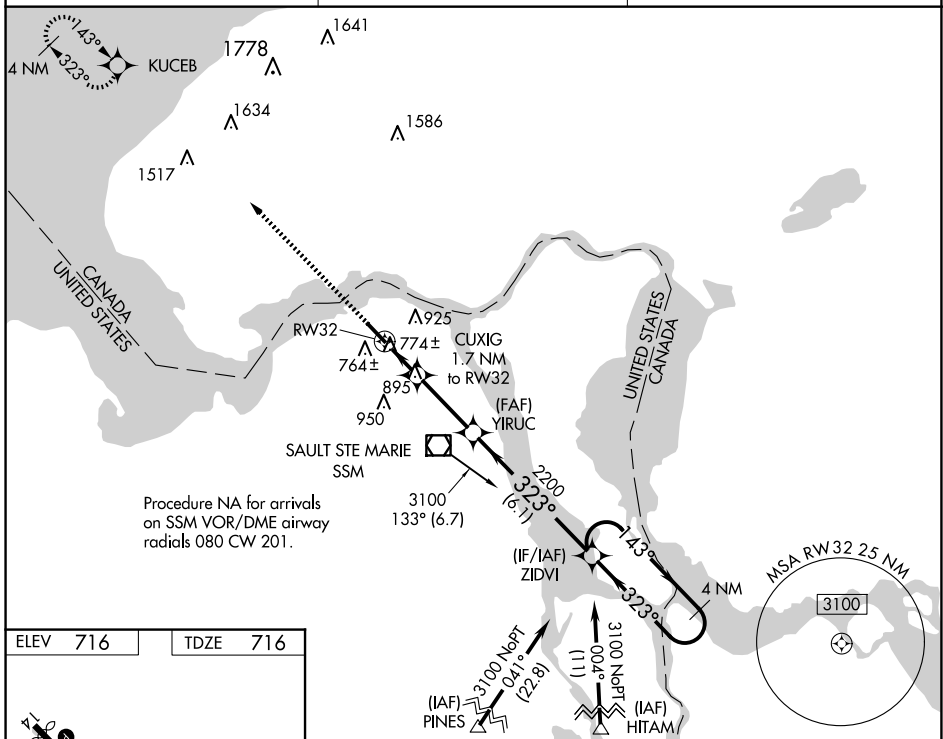 1641
143°
323°
4 NM
KUCEB
1778
1634
1586
1517
CANADA
UNITED STATES
UNITED STATES
CANADA
RW32
925
774±
764±
CUXIG
1.7 NM
to RW32
895
950
(FAF)
YIRUC
SAULT STE MARIE
SSM
3100
133° (6.7)
2200
323°
(6.1)
Procedure NA for arrivals
on SSM VOR/DME airway
radials 080 CW 201.
(IF/IAF)
ZIDVI
143°
323°
4 NM
MSA RW32 25 NM
3100
3100 NoPT
041°
(22.8)
3100 NoPT
004°
(11)
(IAF)
PINES
(IAF)
HITAM
ELEV 716
TDZE 716
14